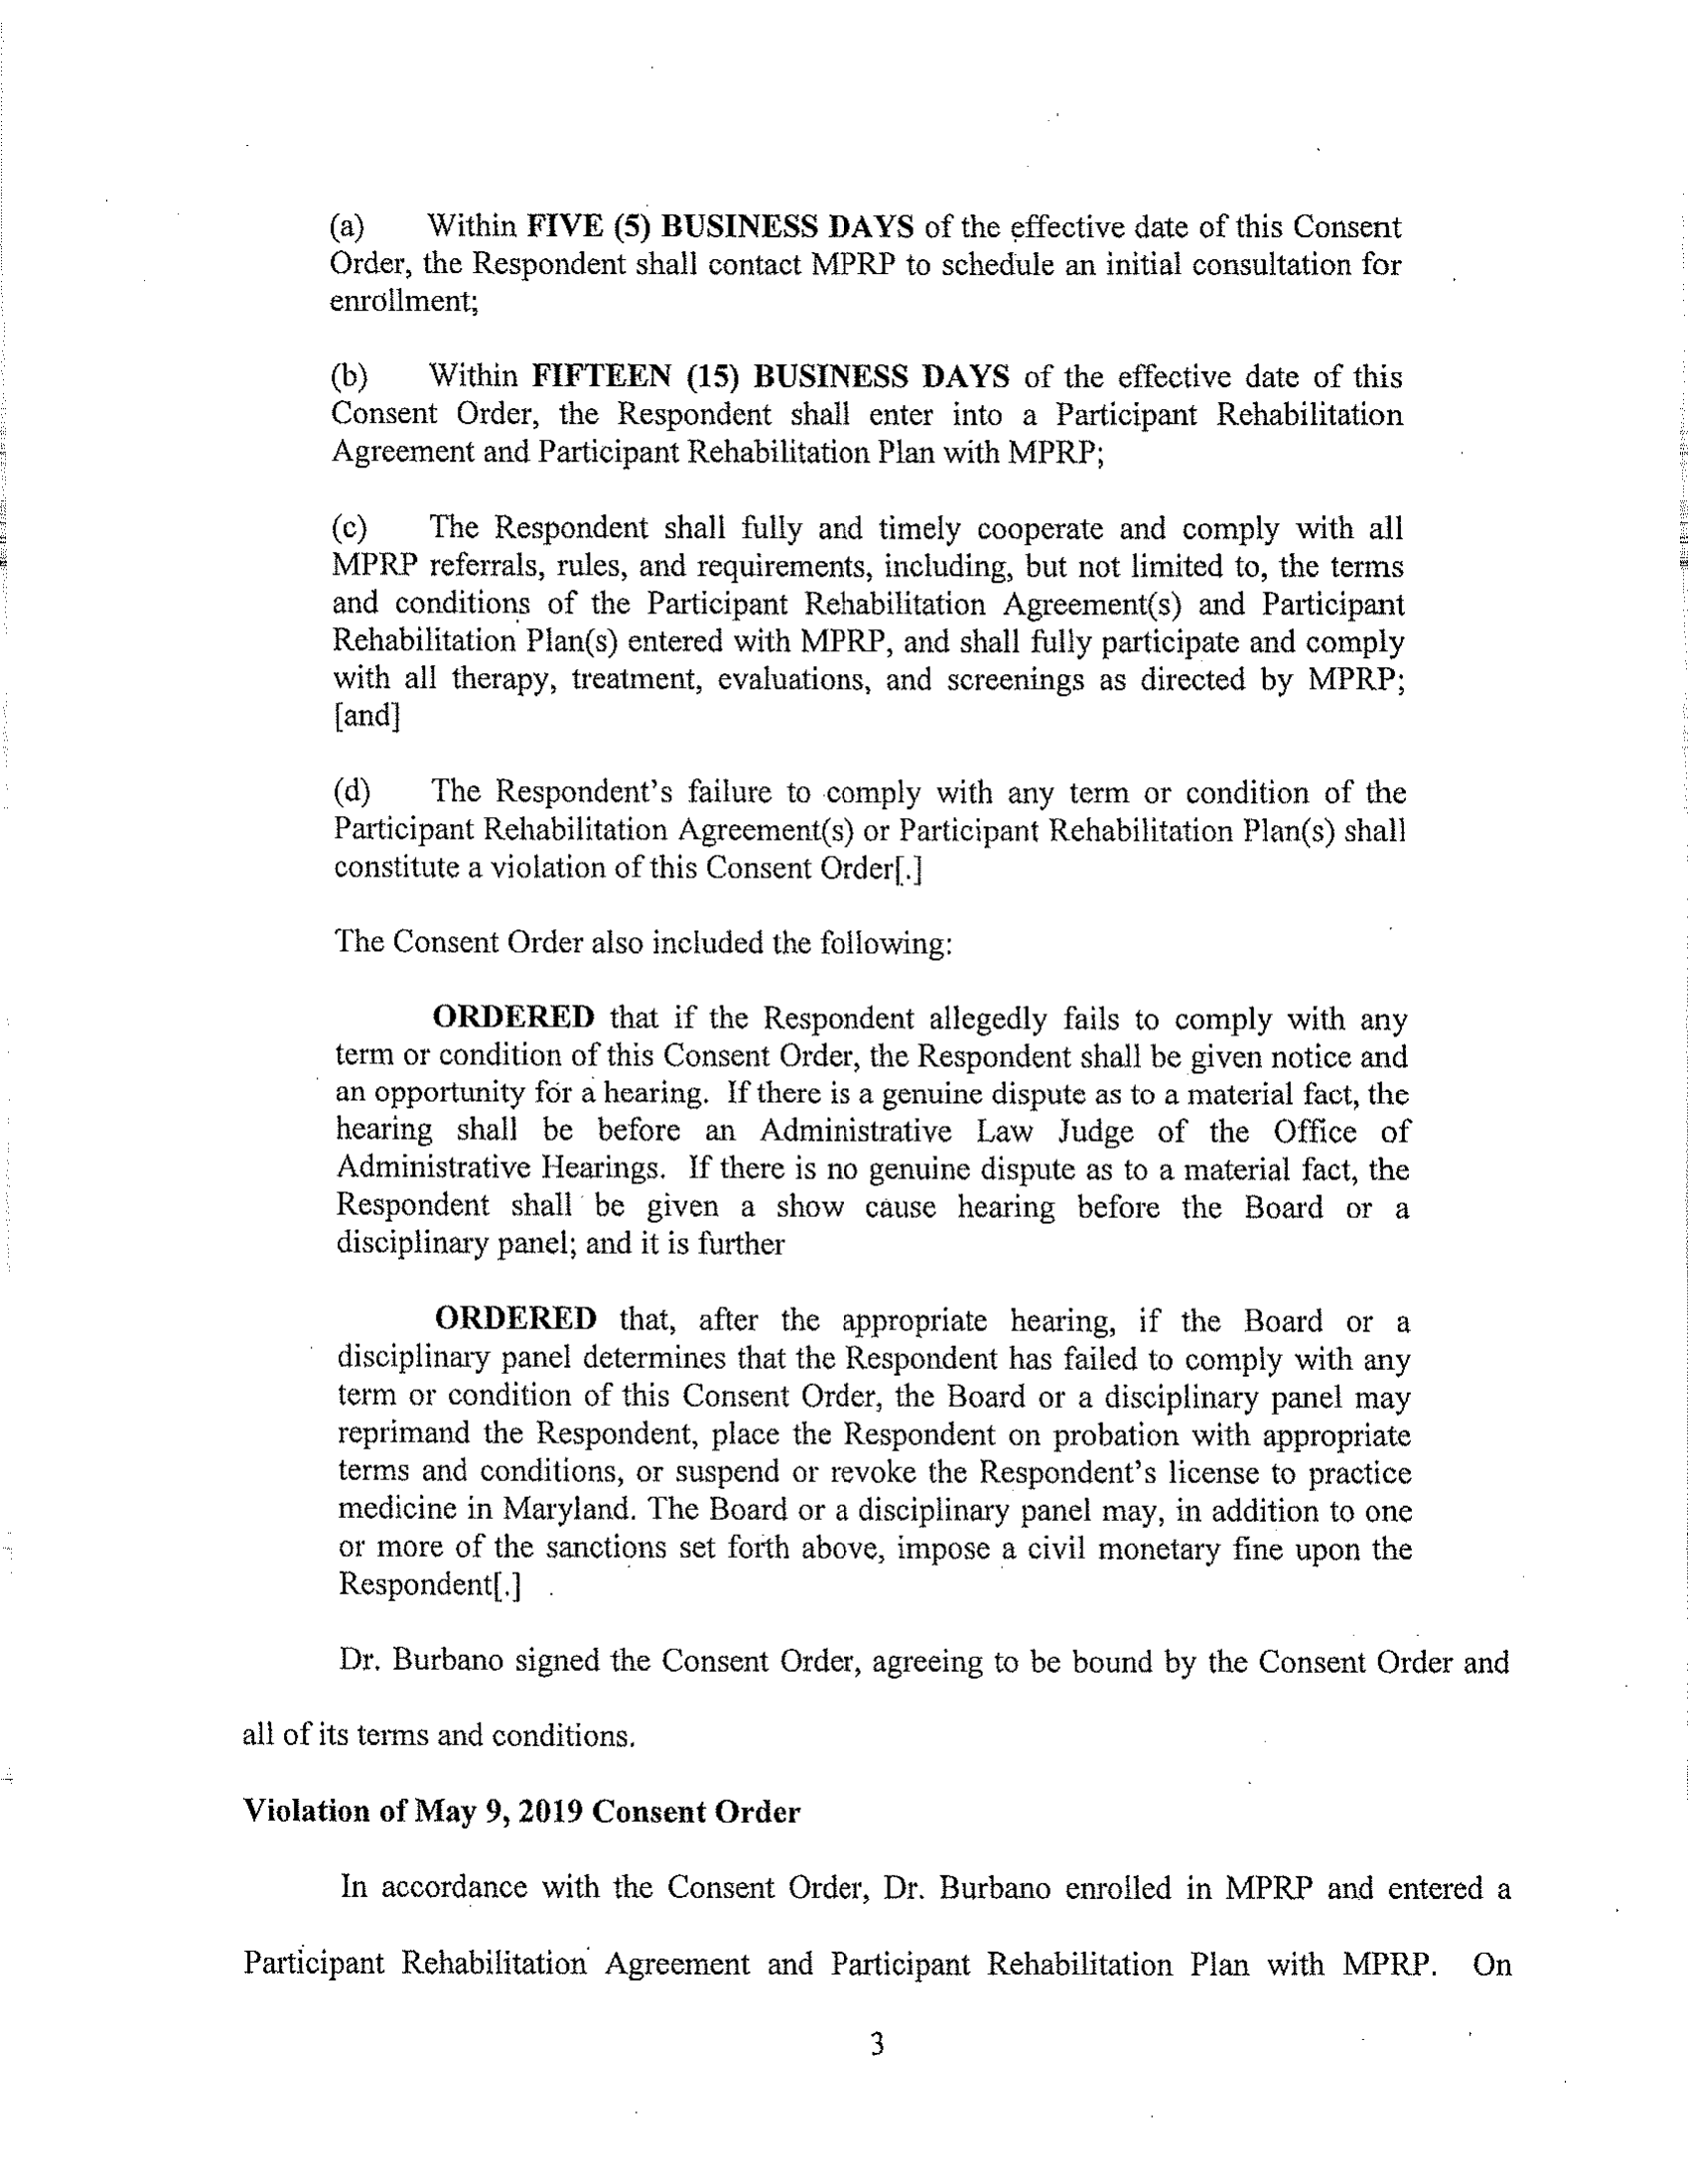 (a) Within FIVE (5) BUSINESS DAYS of the effective date of this Consent
Order, the Respondent shall contact MPRP to schedule an initial consultation for
enrollment;
(b) Within FIFTEEN (15) BUSINESS DAYS of the effective date of this
Consent Order, the Respondent shall enter into a Participant Rehabilitation
Agreement and Participant Rehabilitation Plan with MPRP;
(c) The Respondent shall fully and timely cooperate and comply with all
MPRP referrals, rules, and requirements, including, but not limited to, the terms
and conditions of the Participant Rehabilitation Agreement(s) and Participant
Rehabilitation Plan(s) entered with MPRP, and shall fully participate and comply
with all therapy, treatment, evaluations, and screenings as directed by MPRP;
[and]
(d) The Respondent's failure to comply with any term or condition of the
Participant Rehabilitation Agreement(s) or Participant Rehabilitation Plan(s) shall
constitute a violation of this Consent Order[.]
The Consent Order also included the following:
ORDERED that if the Respondent allegedly fails to comply with any
term or condition of this Consent Order, the Respondent shall be given notice and
an opportunity for a hearing. If there is a genuine dispute as to a material fact, the
hearing shall be before an Administrative Law Judge of the Office of
Administrative Hearings. If there is no genuine dispute as to a material fact, the
Respondent shall be given a show cause hearing before the Board or a
disciplinary panel; and it is further
ORDERED that, after the appropriate hearing, if the Board or a
disciplinary panel determines that the Respondent has failed to comply with any
term or condition of this Consent Order, the Board or a disciplinary panel may
reprimand the Respondent, place the Respondent on probation with appropriate
terms and conditions, or suspend or revoke the Respondent's license to practice
medicine in Maryland. The Board or a disciplinary panel may, in addition to one
or more of the sanctions set forth above, impose a civil monetary fine upon the
Respondent[.]
Dr. Burbano signed the Consent Order, agreeing to be bound by the Consent Order and
all of its terms and conditions.
Violation of May 9, 2019 Consent Order
In accordance with the Consent Order, Dr. Burbano enrolled in MPRP and entered a
Participant Rehabilitation Agreement and Participant Rehabilitation Plan with MPRP. On
3